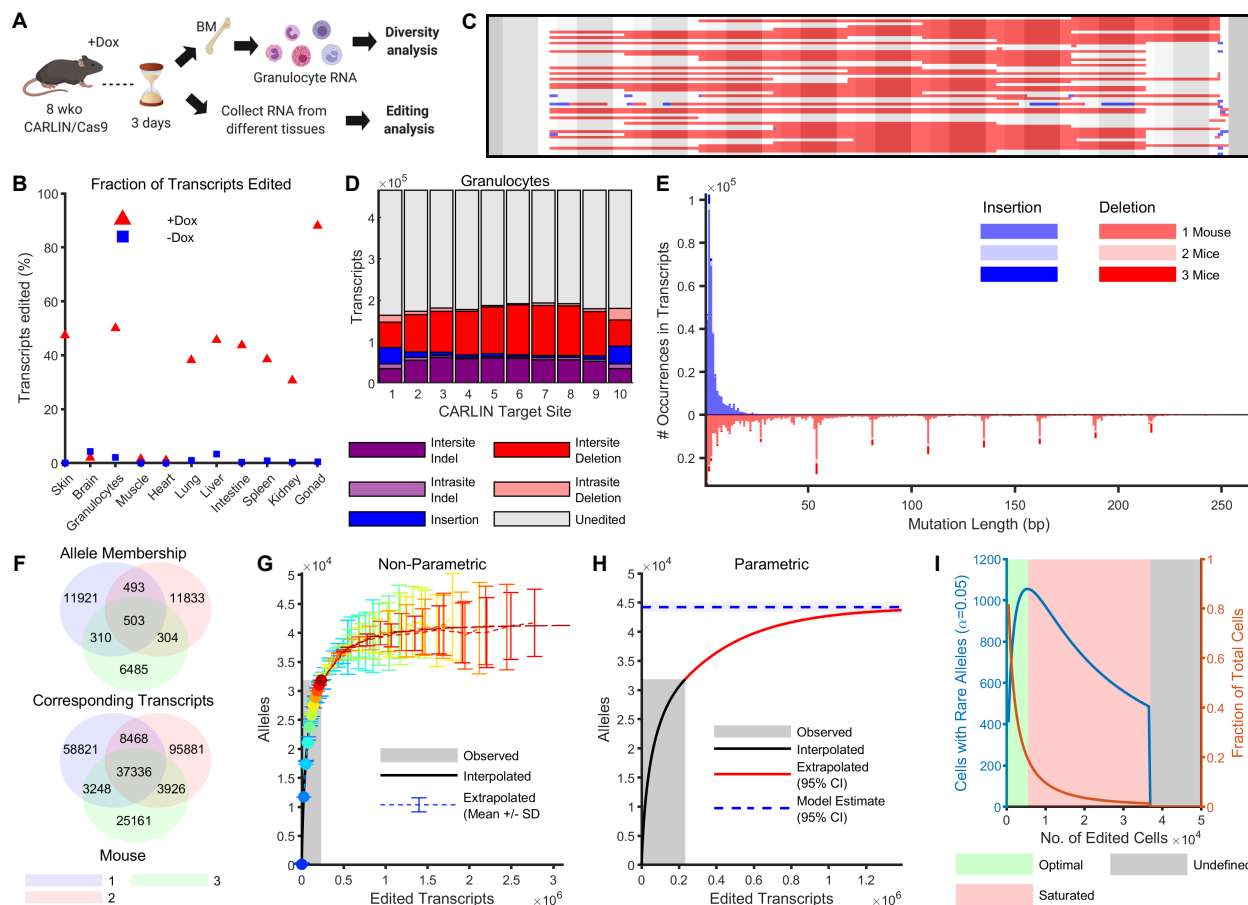 A
+Dox
8 wko
CARLIN/Cas9
3 days
BM
Granulocyte RNA
Diversity
analysis
Collect RNA from
different tissues
Editing
analysis
C
B
Fraction of Transcripts Edited
Transcripts edited (%)
100
80
60
40
20
0
+Dox
-Dox
Skin
Brain
Granulocytes
Muscle
Heart
Lung
Liver
Intestine
Spleen
Kidney
Gonad
D
×10⁵
Granulocytes
Transcripts
4
3
2
1
0
1 2 3 4 5 6 7 8 9 10
CARLIN Target Site
Intersite
Indel
Intersite
Deletion
Intrasite
Indel
Intrasite
Deletion
Insertion
Unedited
E
×10⁵
# Occurrences in Transcripts
1
0.8
0.6
0.4
0.2
0
0.2
50 100 150 200 250
Mutation Length (bp)
Insertion
Deletion
1 Mouse
2 Mice
3 Mice
F
Allele Membership
11921
493
11833
503
310
304
6485
Corresponding Transcripts
58821
8468
95881
37336
3248
3926
25161
Mouse
1
3
2
G
×10⁴
Non-Parametric
Alleles
5
4.5
4
3.5
3
2.5
2
1.5
1
0.5
0
0 0.5 1 1.5 2 2.5 3
Edited Transcripts
×10⁶
Observed
Interpolated
Extrapolated
(Mean +/- SD
H
×10⁴
Parametric
Alleles
5
4.5
4
3.5
3
2.5
2
1.5
1
0.5
0
0 0.2 0.4 0.6 0.8 1 1.2
Edited Transcripts
×10⁶
Observed
Interpolated
Extrapolated
(95% CI)
Model Estimate
(95% CI)
I
Cells with Rare Alleles (α=0.05)
1200
1000
800
600
400
200
0
Fraction of Total Cells
1
0.8
0.6
0.4
0.2
0
0 1 2 3 4 5
No. of Edited Cells
×10⁴
Optimal
Undefined
Saturated